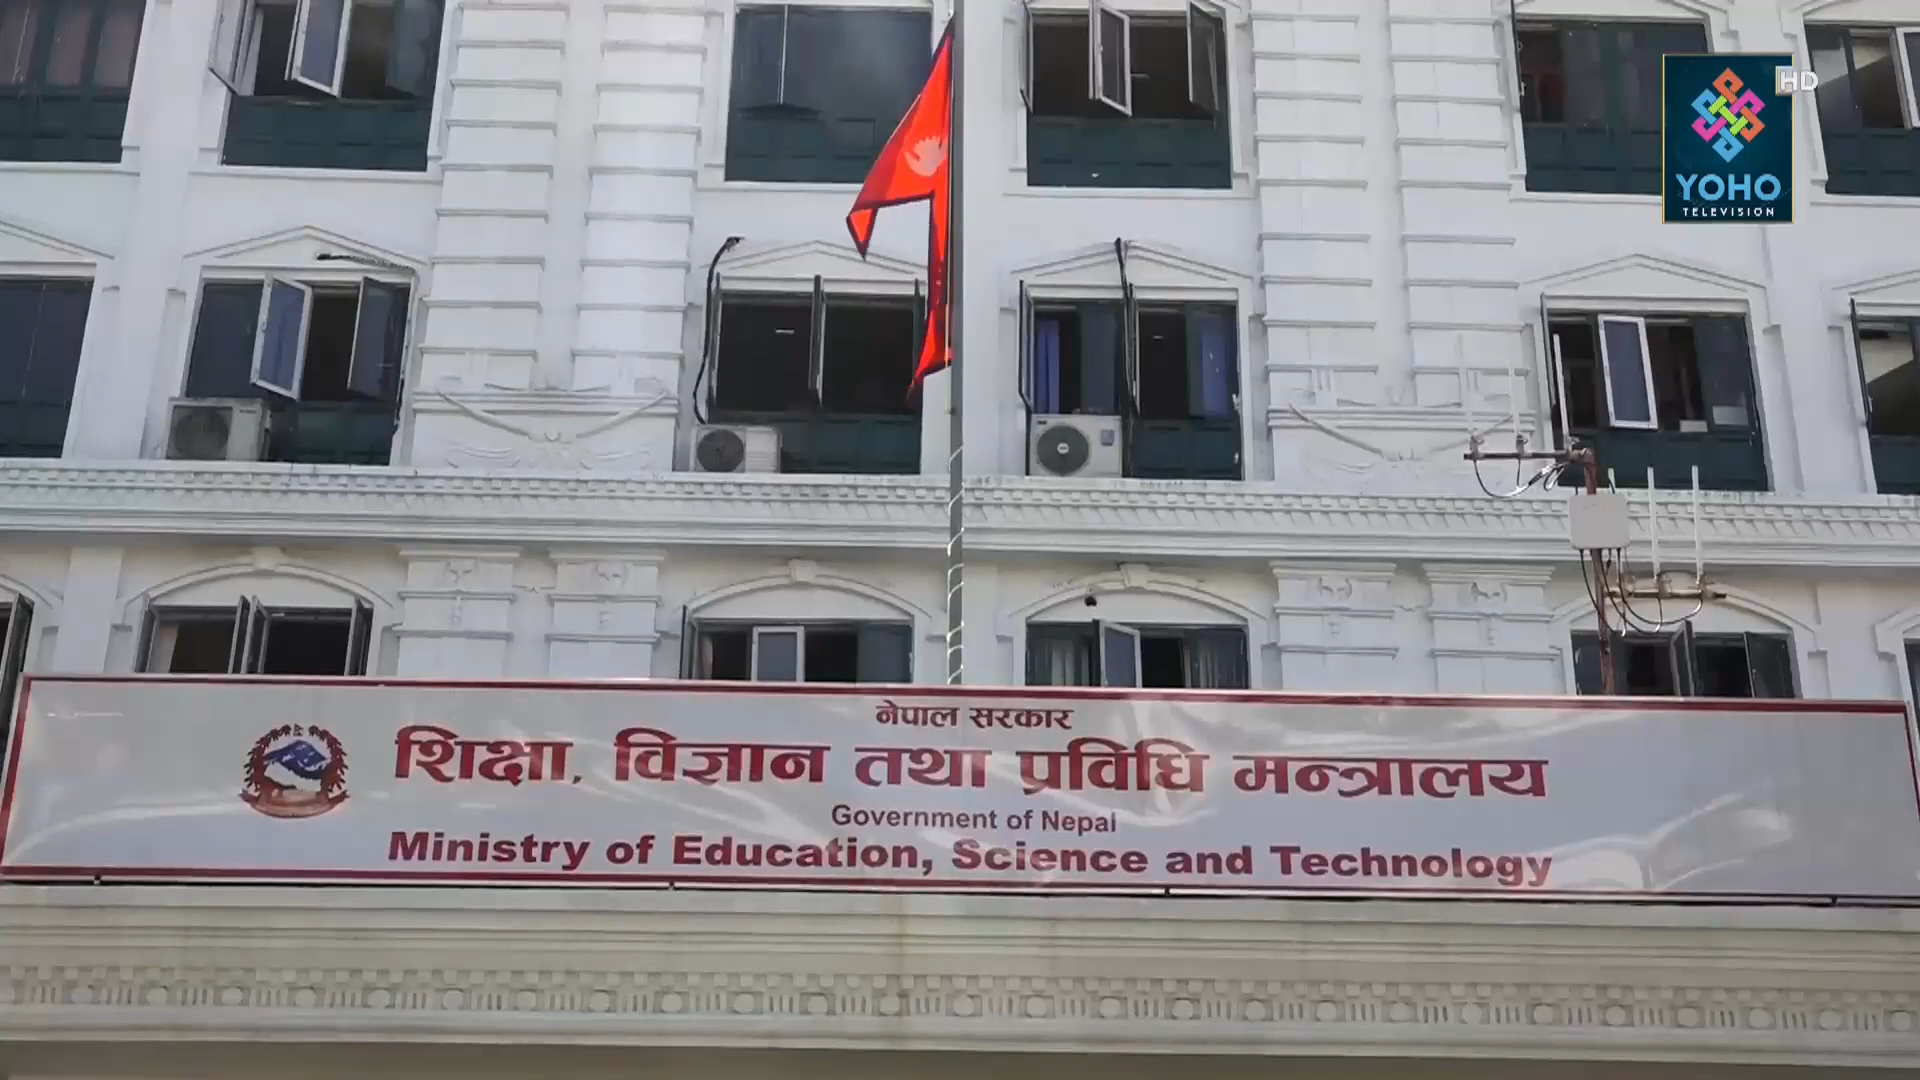 HD
YOHO
TELEVISION
नेपाल सरकार
शिक्षा, विज्ञान तथा प्रविधि मन्त्रालय
Government of Nepal
Ministry of Education, Science and Technology